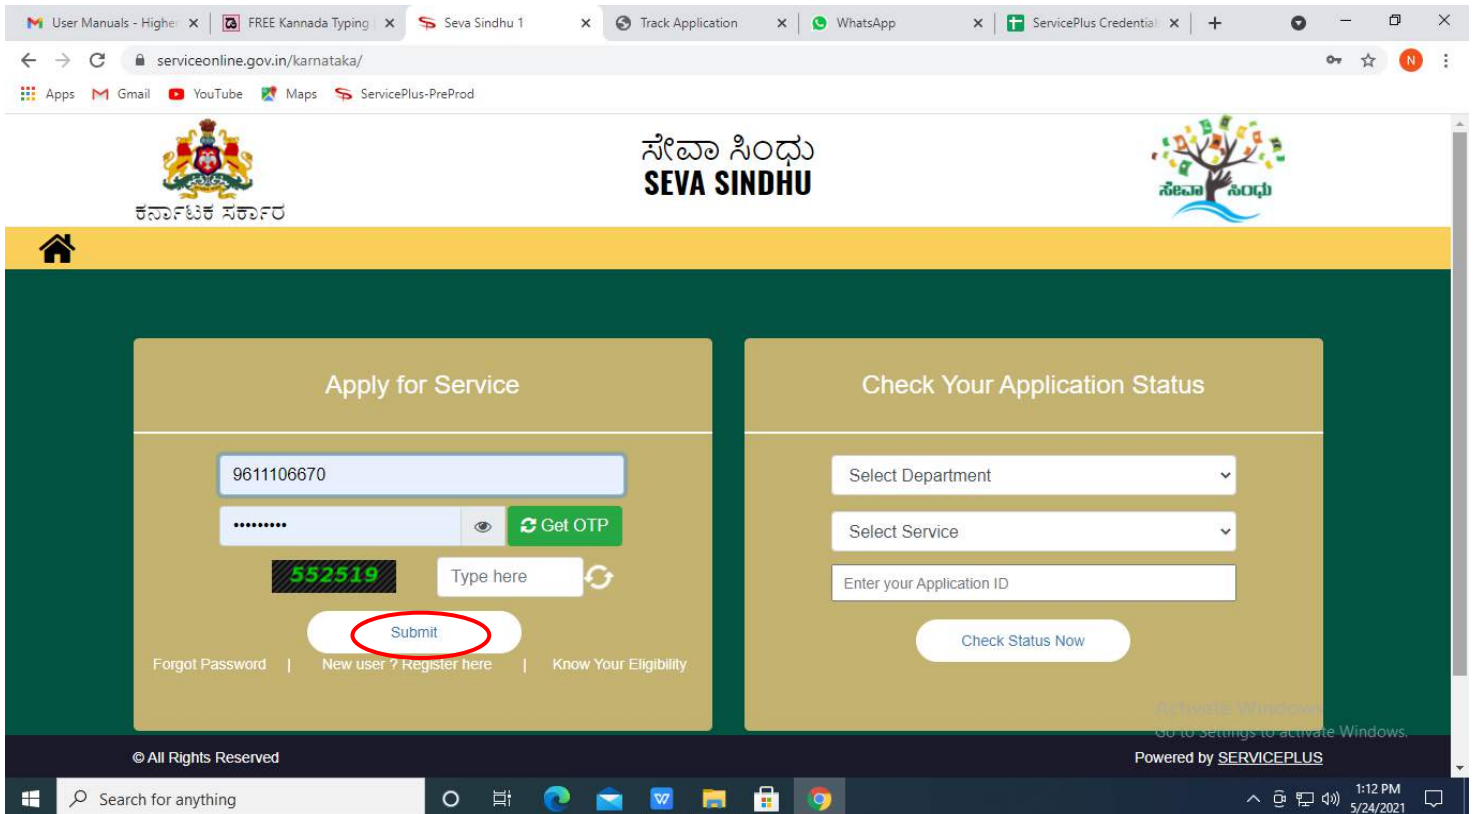 User Manuals - Highe
FREE Kannada Typing
Seva Sindhu 1
Track Application
WhatsApp
ServicePlus Credential
serviceonline.gov.in/karnataka/
N
Apps
Gmail
YouTube
Maps
ServicePlus-PreProd
ಕರ್ನಾಟಕ ಸರ್ಕಾರ
ಸೇವಾ ಸಿಂಧು
SEVA SINDHU
ಸೇವಾ ಸಿಂಧು
Apply for Service
9611106670
•••••••••
Get OTP
552519
Type here
Submit
Forgot Password | New user ? Register here | Know Your Eligibility
Check Your Application Status
Select Department
Select Service
Enter your Application ID
Check Status Now
Activate Windows
Go to Settings to activate Windows.
© All Rights Reserved
Powered by SERVICEPLUS
Search for anything
1:12 PM
5/24/2021